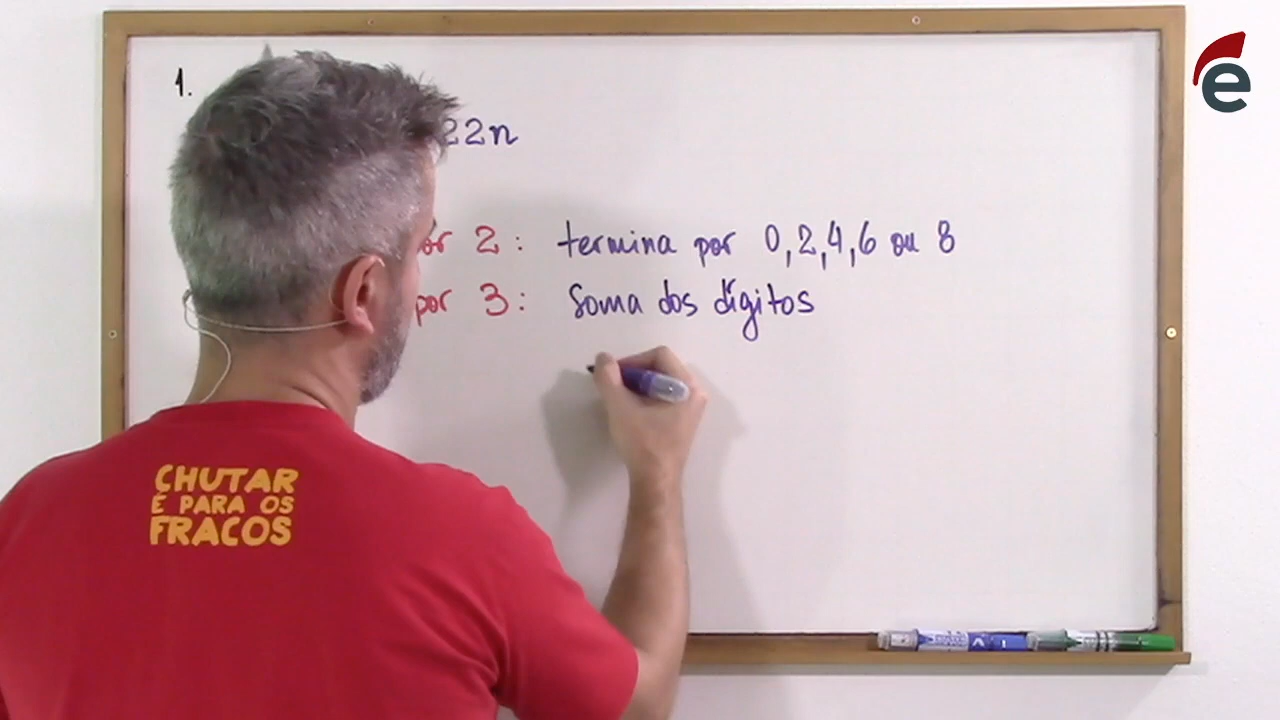 1.
22n
por 2: termina por 0,2,4,6 ou 8
por 3: Soma dos dígitos
CHUTAR
É PARA OS
FRACOS
e